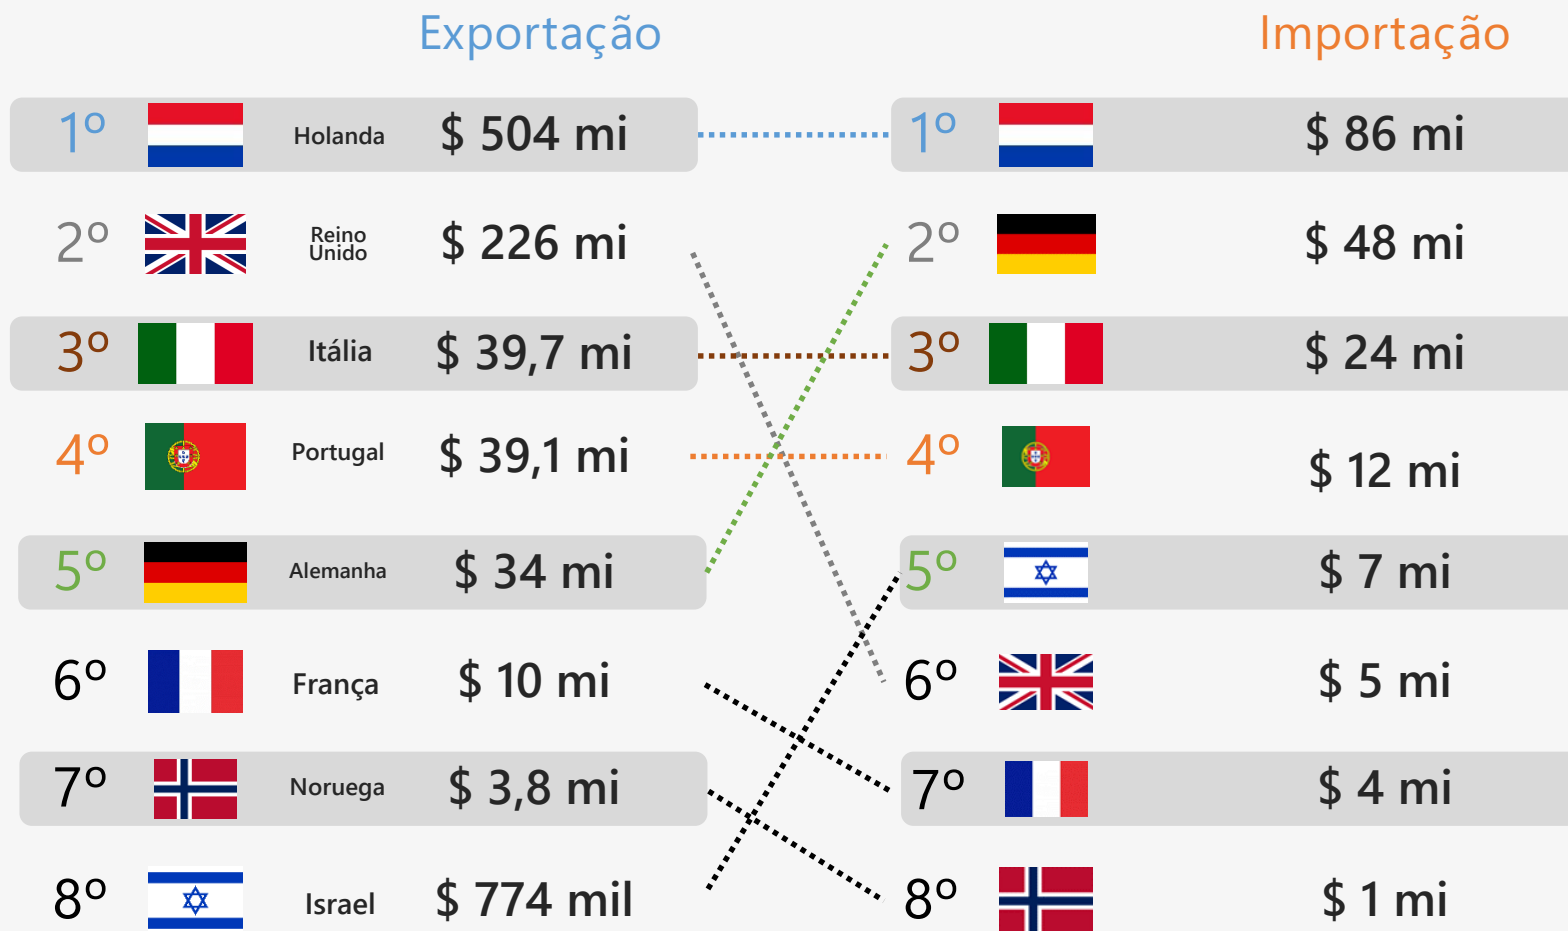 Exportação Importação
1º Holanda $ 504 mi 1º $ 86 mi
2º Reino
Unido $ 226 mi 2º $ 48 mi
3º Itália $ 39,7 mi 3º $ 24 mi
4º Portugal $ 39,1 mi 4º $ 12 mi
5º Alemanha $ 34 mi 5º $ 7 mi
6º França $ 10 mi 6º $ 5 mi
7º Noruega $ 3,8 mi 7º $ 4 mi
8º Israel $ 774 mil 8º $ 1 mi